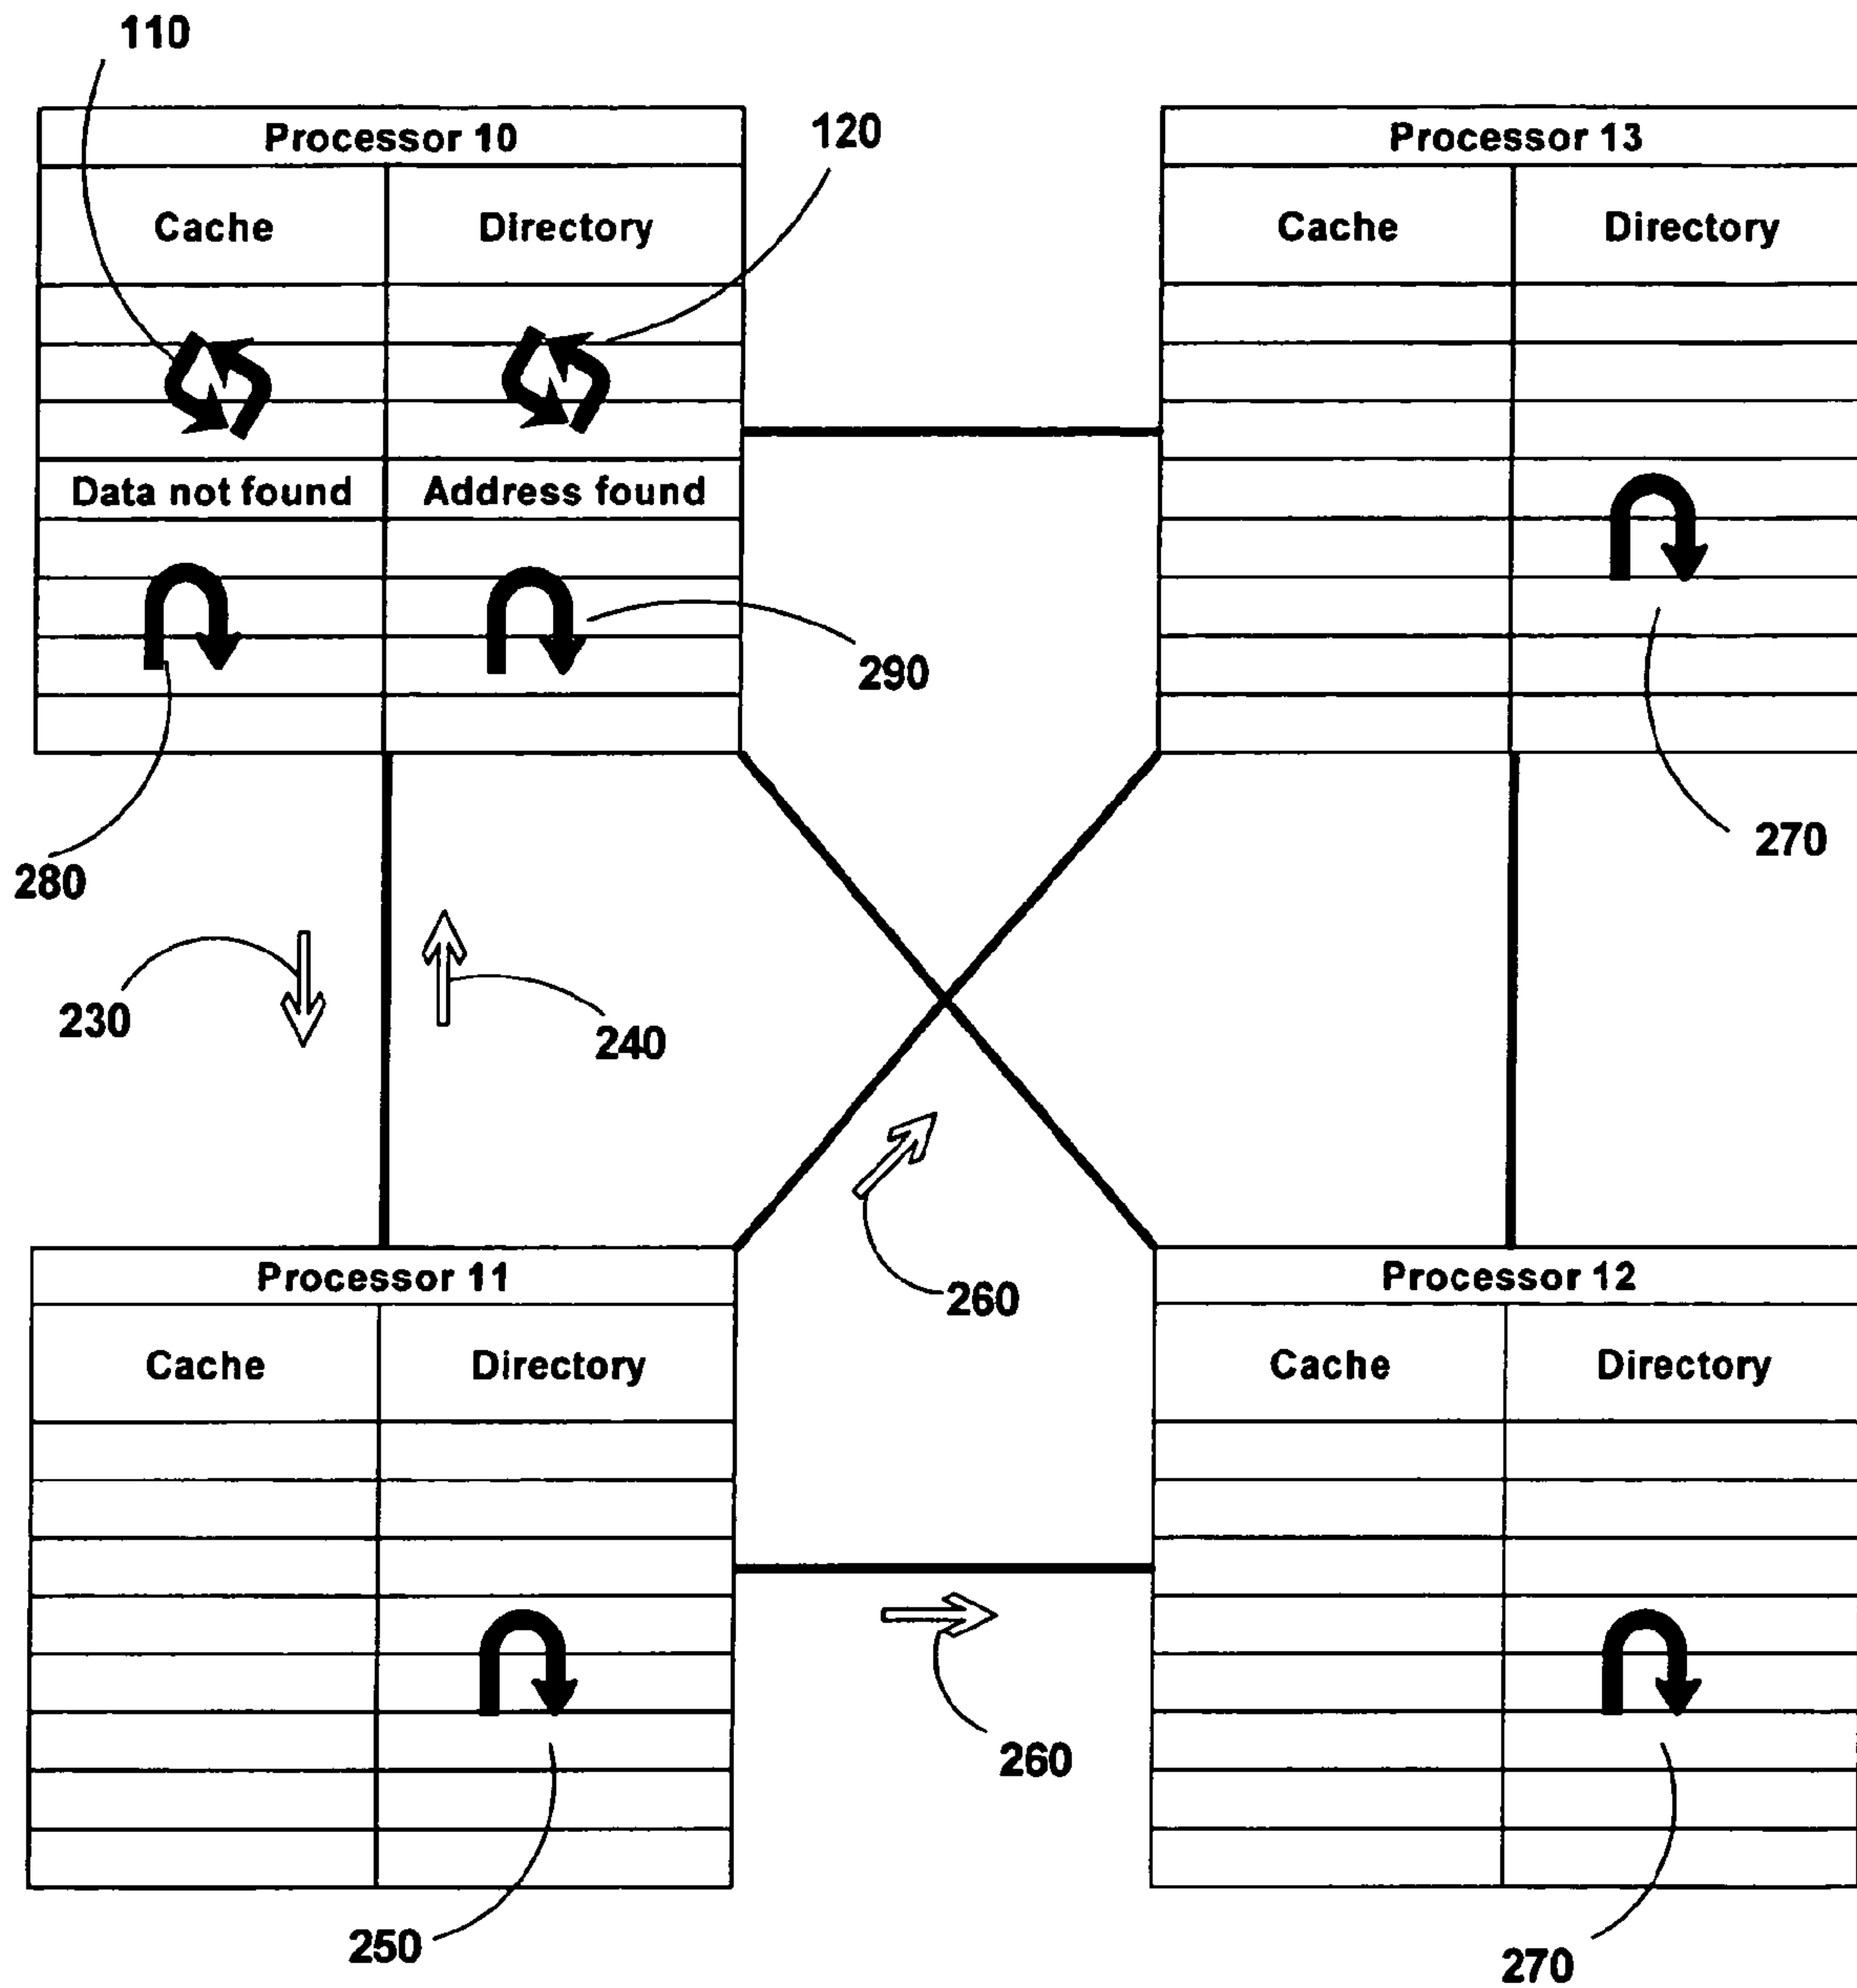 110
120
Processor 10
Cache
Directory
Data not found
Address found
290
280
Processor 13
Cache
Directory
270
230
240
260
Processor 11
Cache
Directory
250
260
Processor 12
Cache
Directory
270